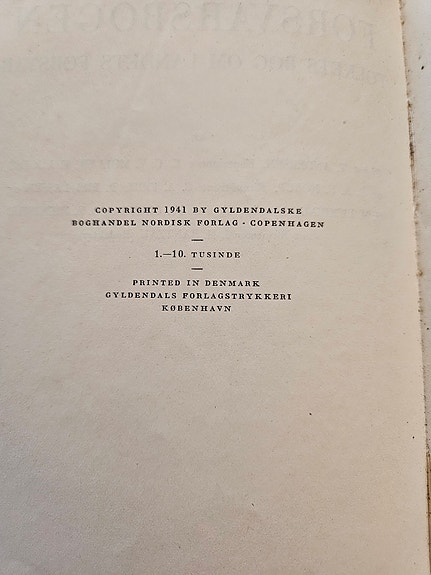 COPYRIGHT 1941 BY GYLDENDALSKE
BOGHANDEL NORDISK FORLAG - COPENHAGEN
—
1.—10. TUSINDE
—
PRINTED IN DENMARK
GYLDENDALS FORLAGSTRYKKERI
KØBENHAVN